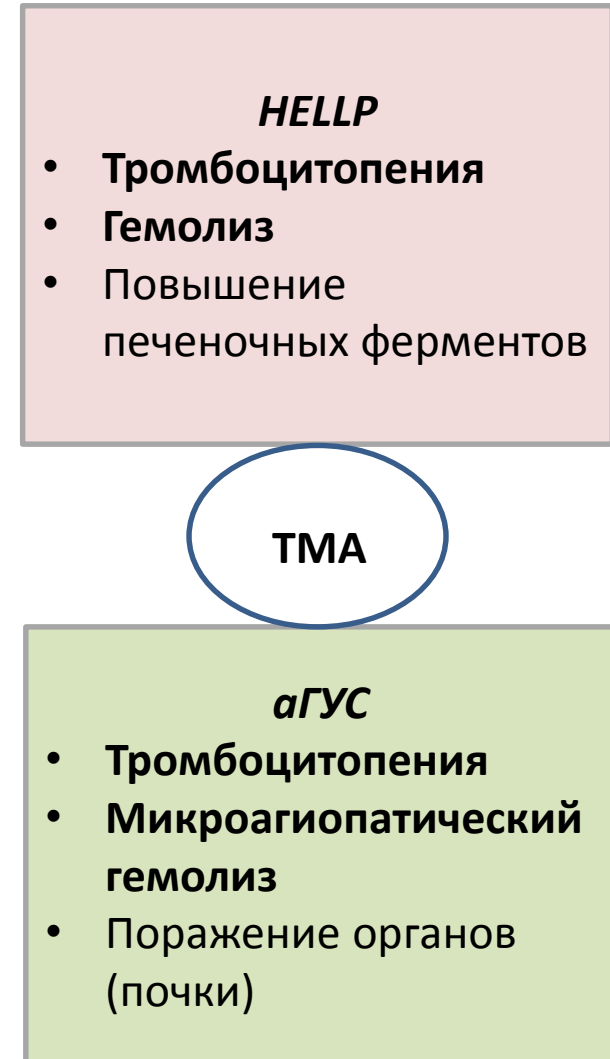 HELLP
• Тромбоцитопения
• Гемолиз
• Повышение
печеночных ферментов
ТМА
аГУС
• Тромбоцитопения
• Микроагиопатический
гемолиз
• Поражение органов
(почки)